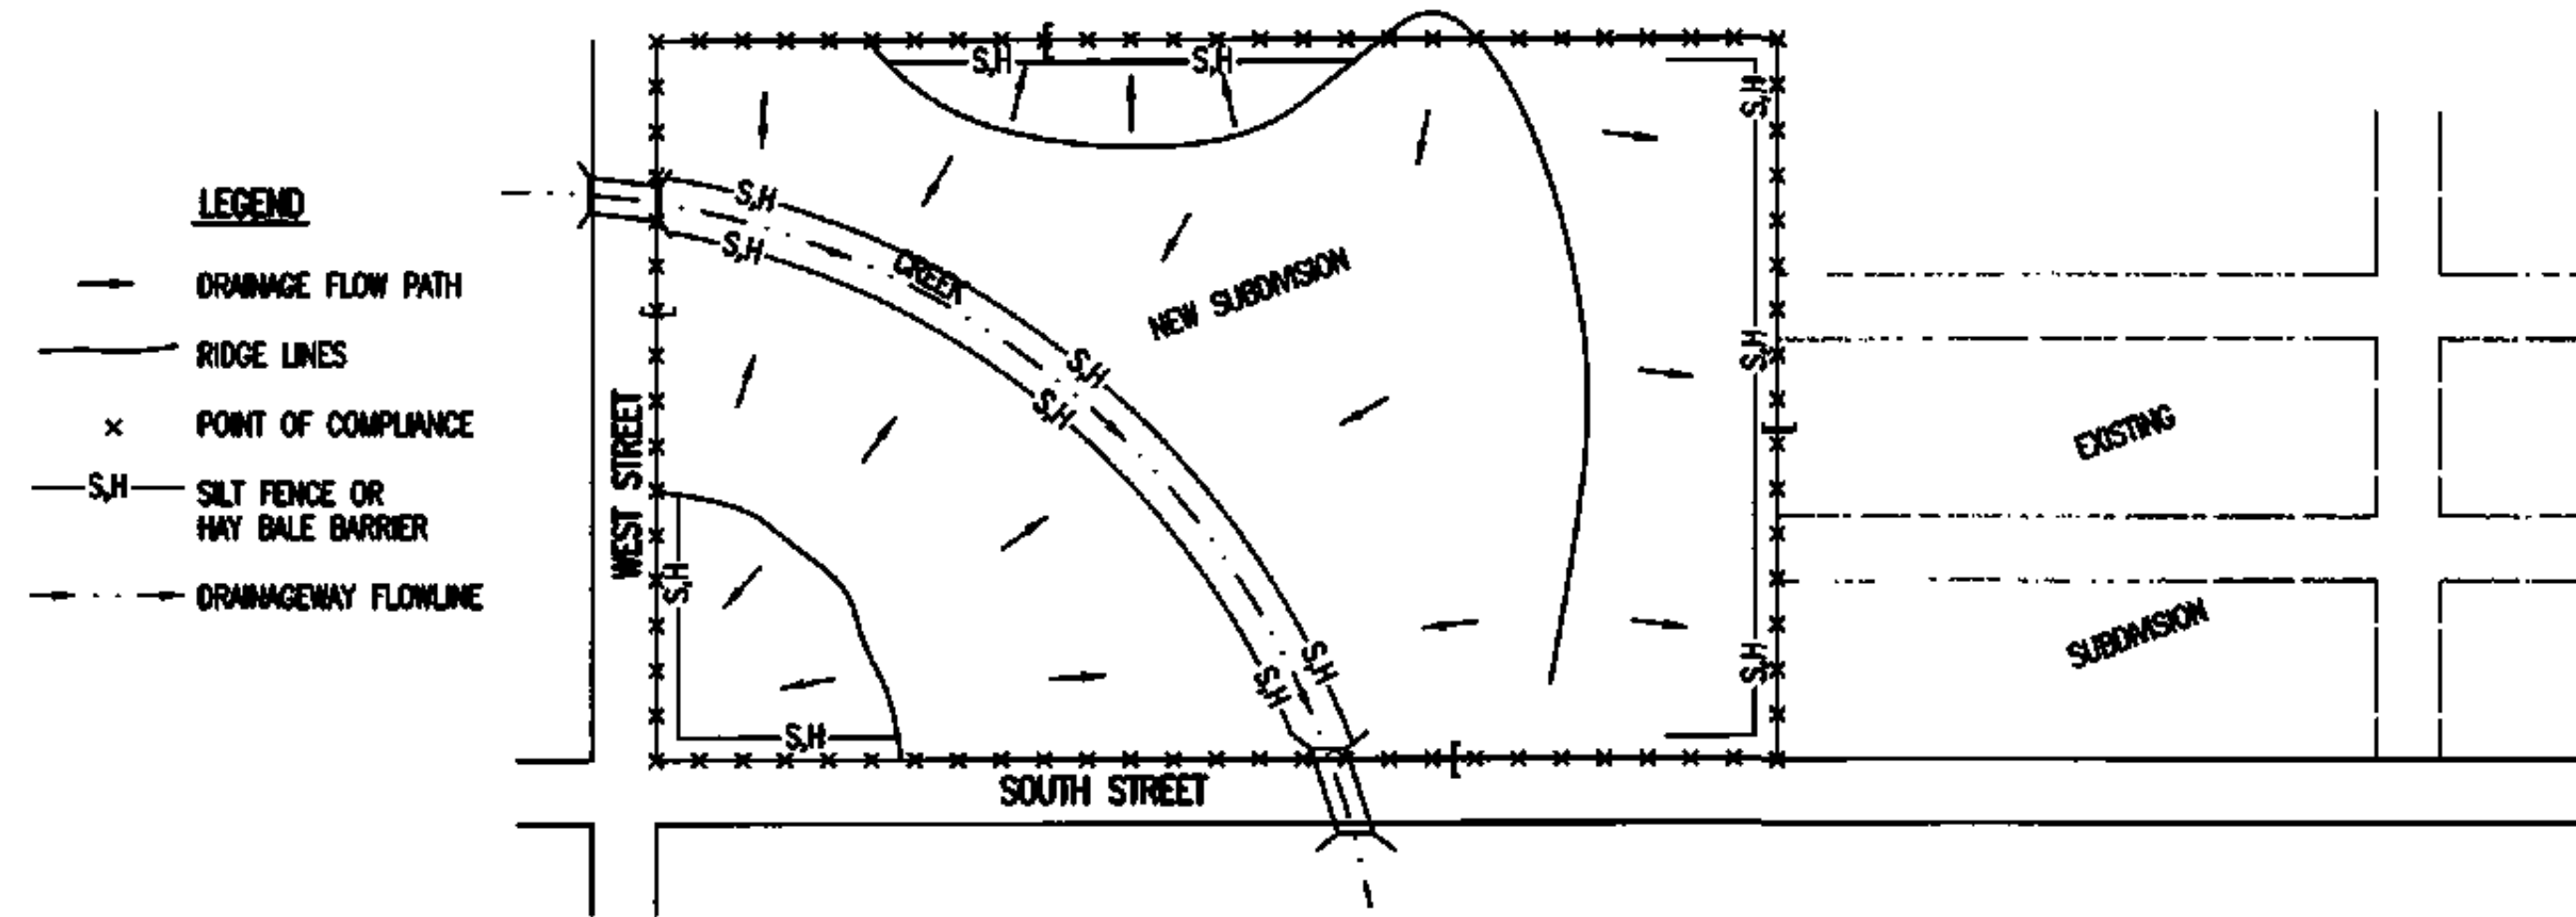 LEGEND
DRAINAGE FLOW PATH
RIDGE LINES
POINT OF COMPLIANCE
S,H
SILT FENCE OR
HAY BALE BARRIER
DRAINAGEWAY FLOWLINE
S,H
S,H
S,H
S,H
S,H
CREEK
NEW SUBDIVISION
S,H
S,H
S,H
WEST STREET
EXISTING
S,H
S,H
S,H
S,H
S,H
SUBDIVISION
S,H
SOUTH STREET